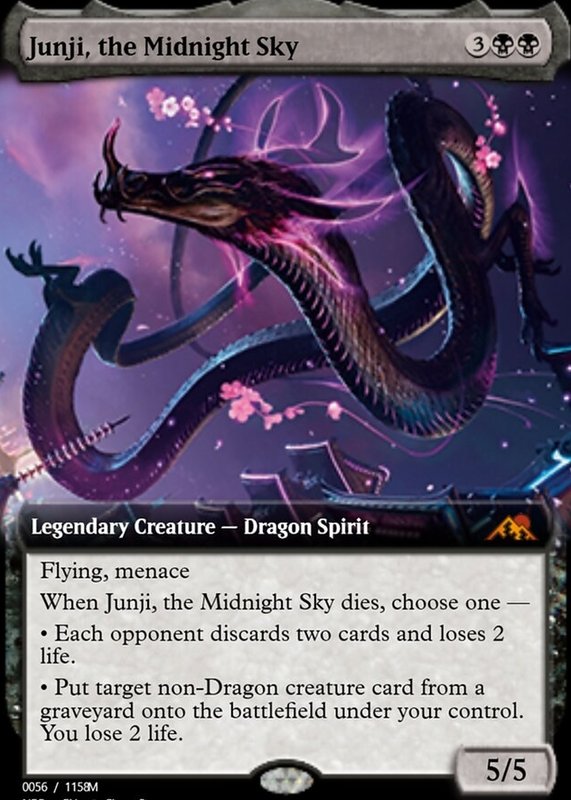 Junji, the Midnight Sky 3
Legendary Creature — Dragon Spirit
Flying, menace
When Junji, the Midnight Sky dies, choose one —
• Each opponent discards two cards and loses 2
life.
• Put target non-Dragon creature card from a
graveyard onto the battlefield under your control.
You lose 2 life.
5/5
0056 / 1158M